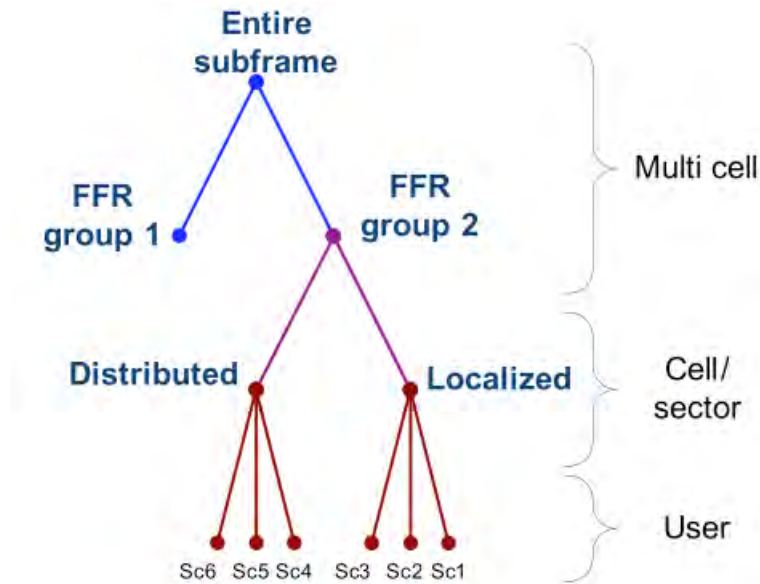 Entire
subframe
FFR
group 1
FFR
group 2
Multi cell
Distributed
Localized
Cell/
sector
User
Sc6 Sc5 Sc4 Sc3 Sc2 Sc1